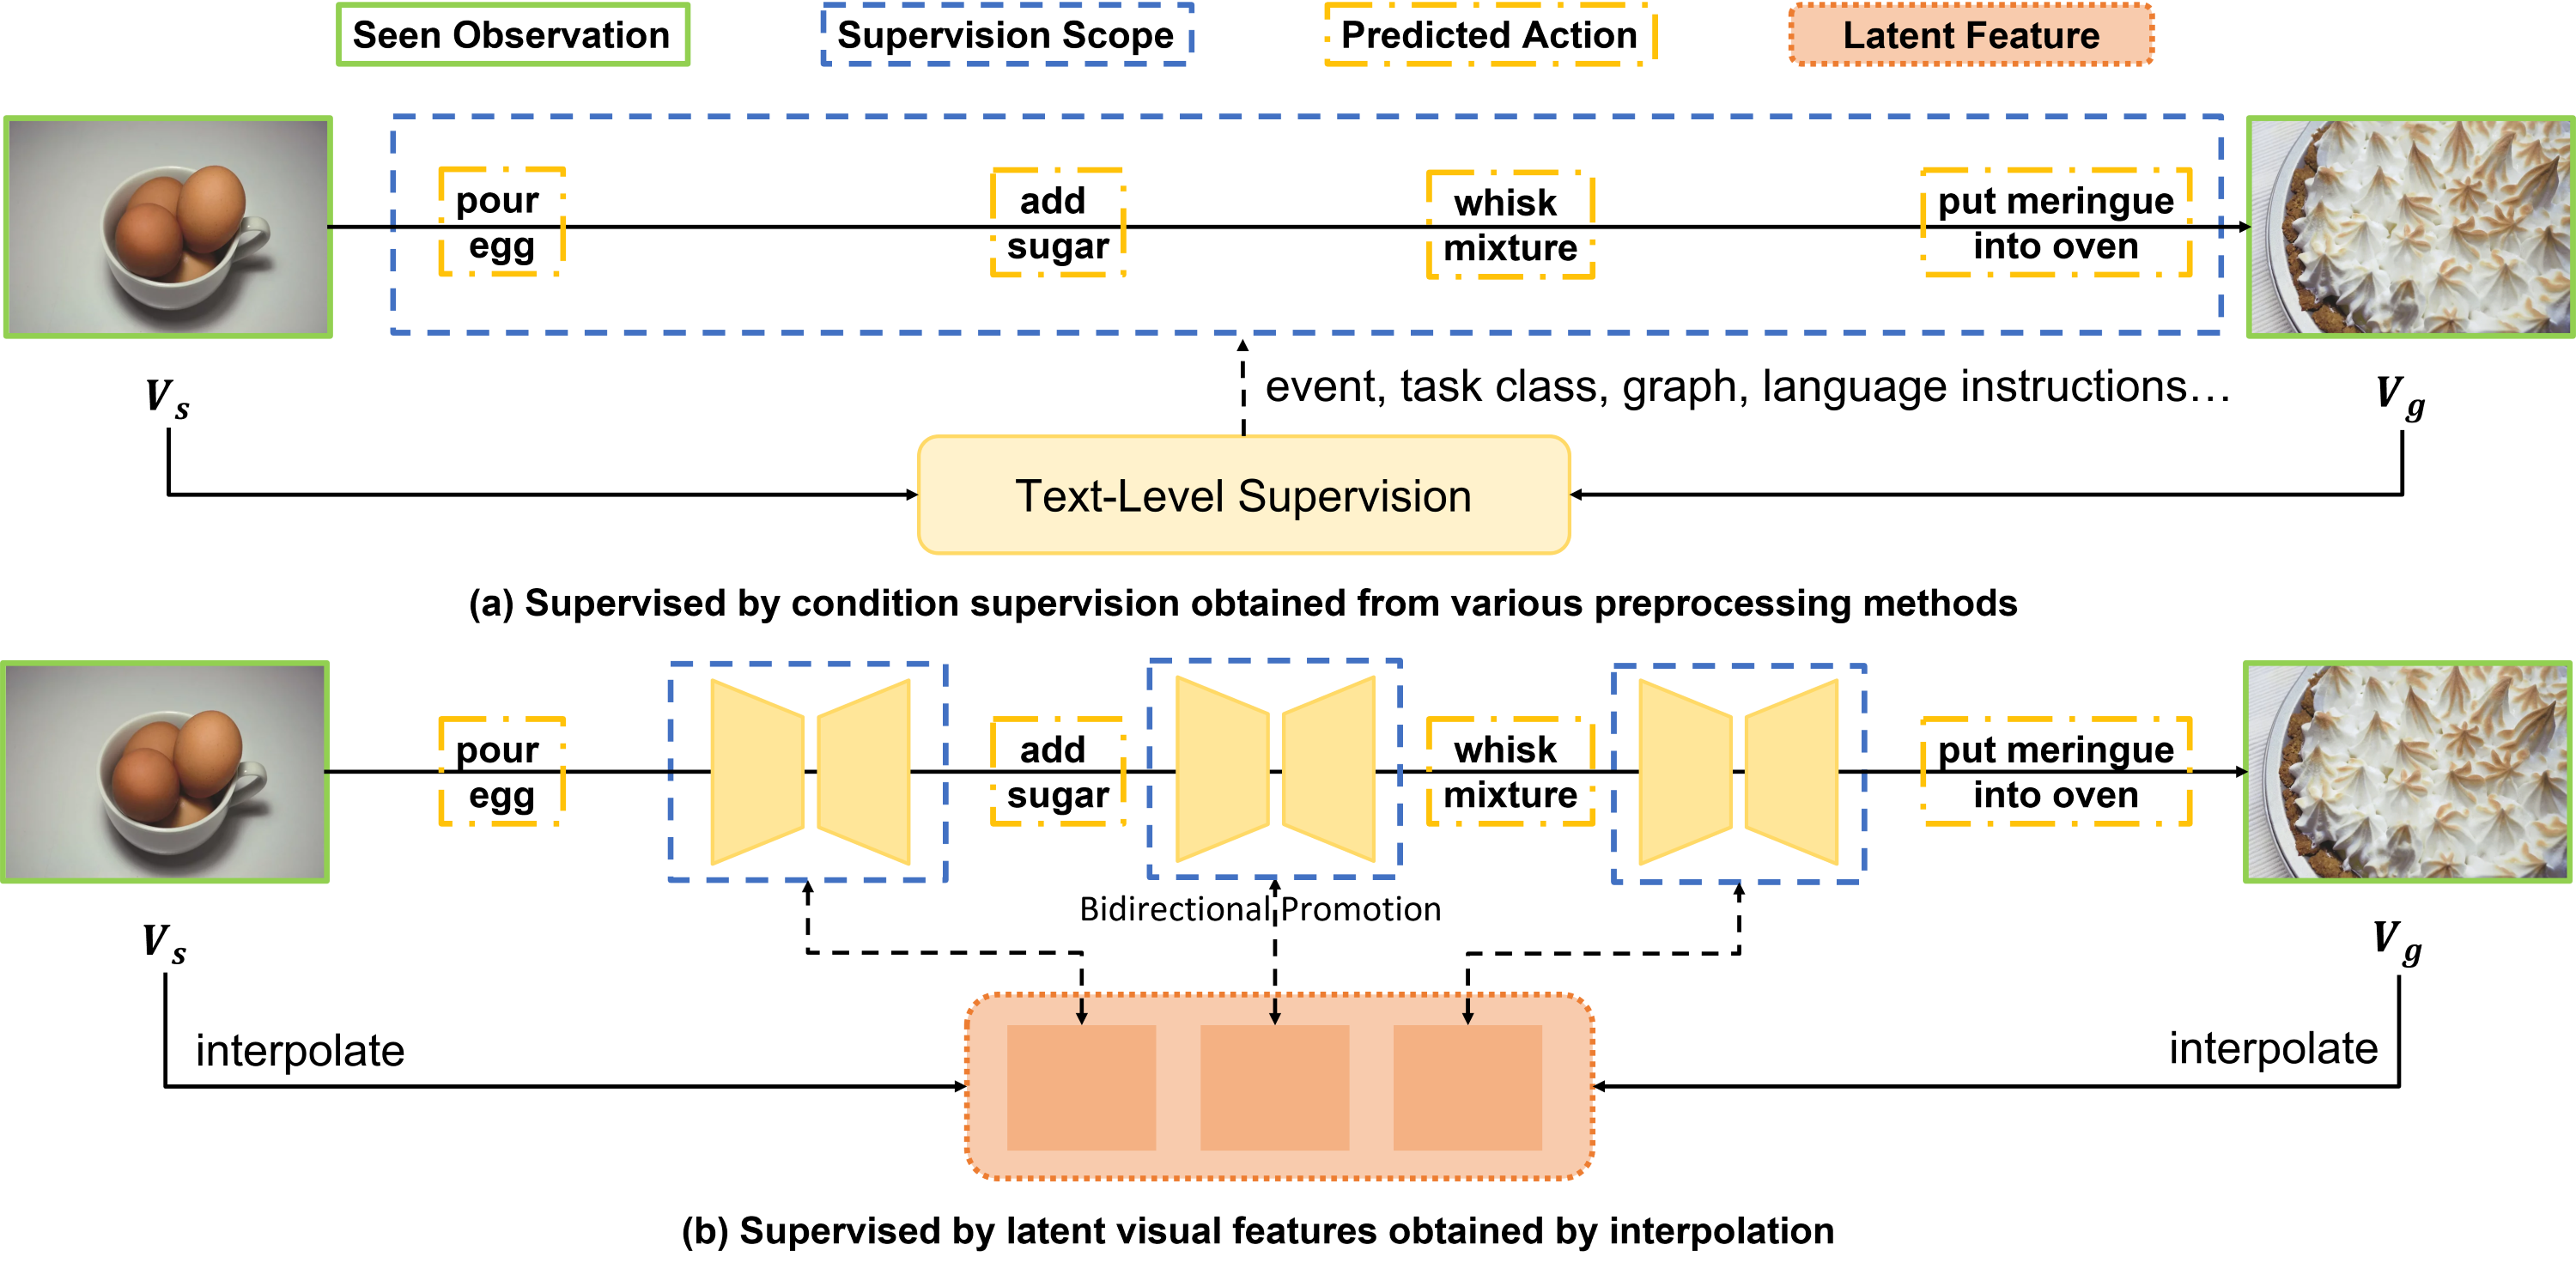 Seen Observation
Supervision Scope
Predicted Action
Latent Feature
pour
egg
add
sugar
whisk
mixture
put meringue
into oven
V_s
event, task class, graph, language instructions…
V_g
Text-Level Supervision
(a) Supervised by condition supervision obtained from various preprocessing methods
pour
egg
add
sugar
whisk
mixture
put meringue
into oven
Bidirectional Promotion
V_s
V_g
interpolate
interpolate
(b) Supervised by latent visual features obtained by interpolation